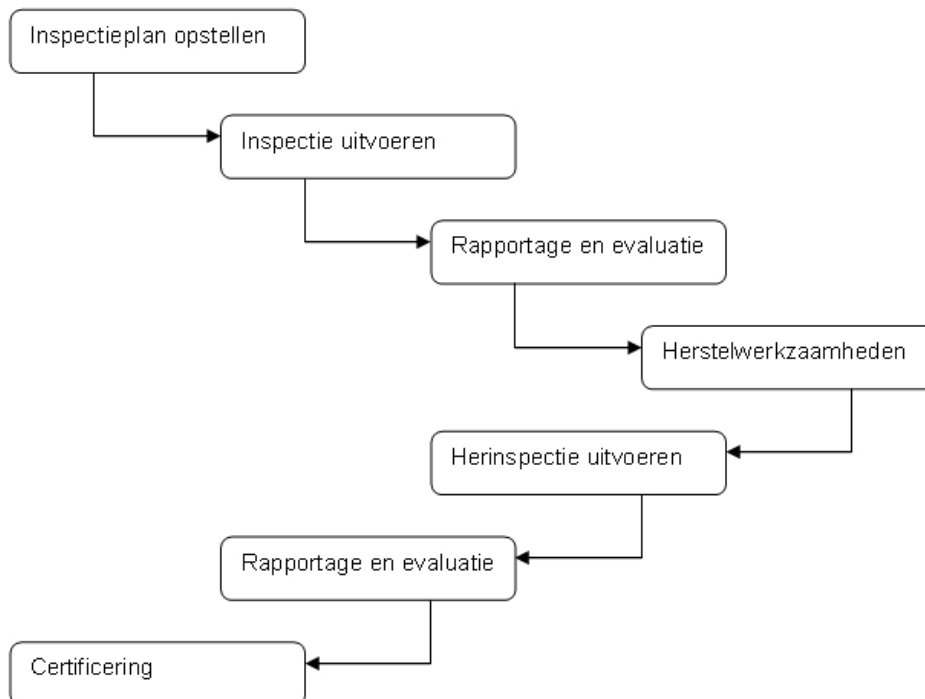 Inspectieplan opstellen
Inspectie uitvoeren
Rapportage en evaluatie
Herstelwerkzaamheden
Herinspectie uitvoeren
Rapportage en evaluatie
Certificering